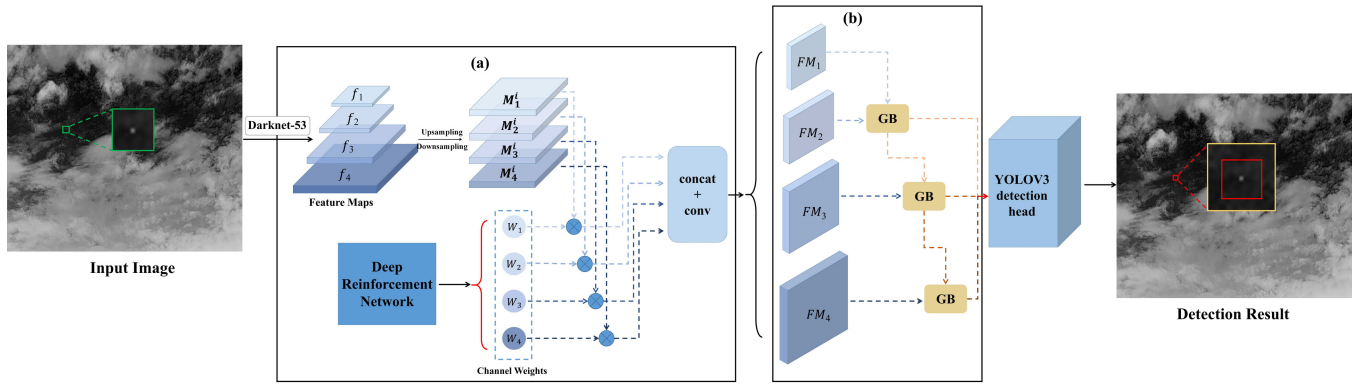 Input Image
Darknet-53
(a)
f₁
f₂
f₃
f₄
Feature Maps
Upsampling
Downsampling
M₁ⁱ
M₂ⁱ
M₃ⁱ
M₄ⁱ
Deep
Reinforcement
Network
W₁
W₂
W₃
W₄
Channel Weights
concat
+
conv
(b)
FM₁
FM₂
FM₃
FM₄
GB
GB
GB
YOLOV3
detection
head
Detection Result